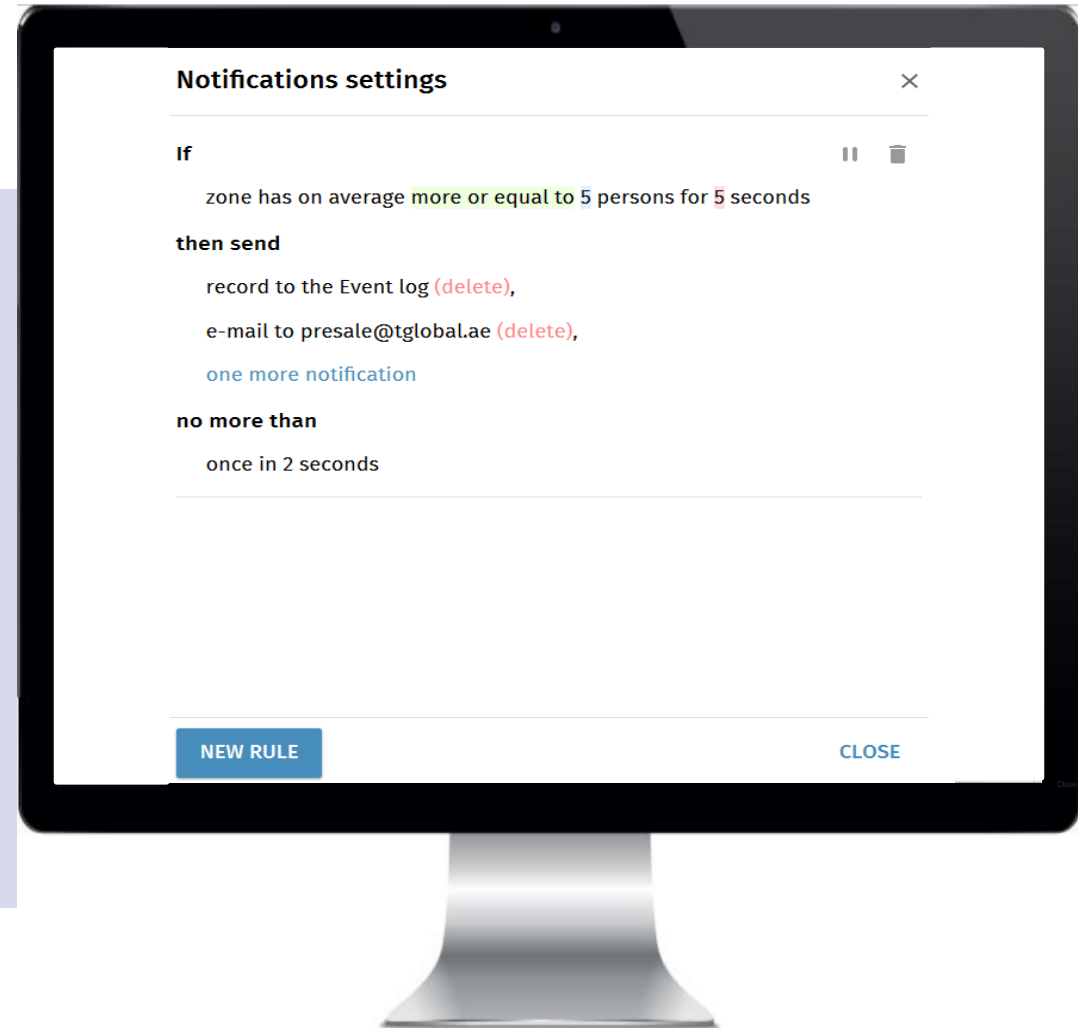 Notifications settings
If
zone has on average more or equal to 5 persons for 5 seconds
then send
record to the Event log (delete),
e-mail to presale@tglobal.ae (delete),
one more notification
no more than
once in 2 seconds
NEW RULE
CLOSE
Close